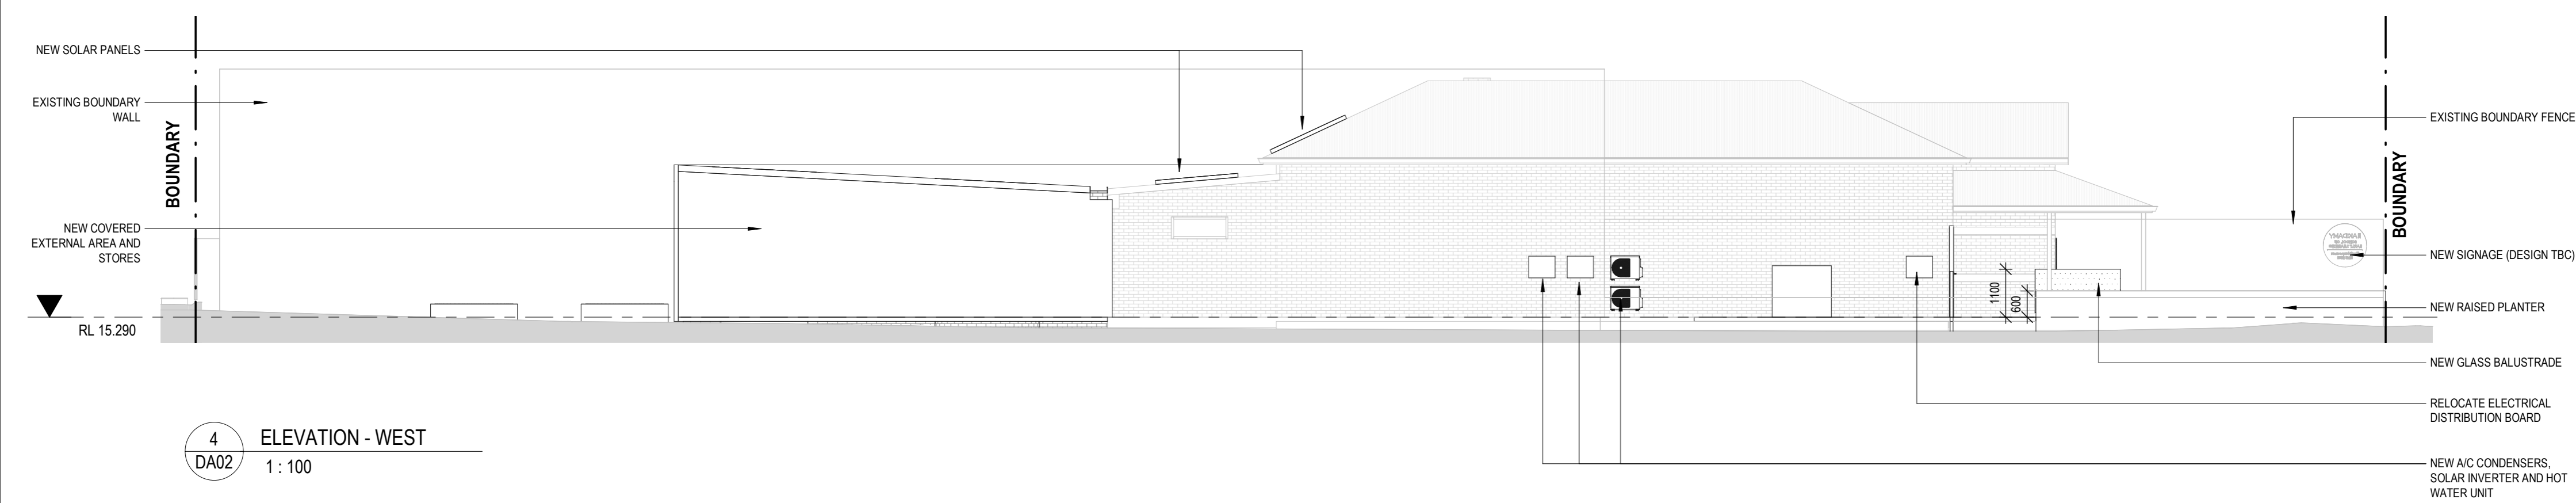 NEW SOLAR PANELS
EXISTING BOUNDARY
WALL
BOUNDARY
NEW COVERED
EXTERNAL AREA AND
STORES
RL 15.290
1100
600
EXISTING BOUNDARY FENCE
BOUNDARY
NEW SIGNAGE (DESIGN TBC)
NEW RAISED PLANTER
NEW GLASS BALUSTRADE
RELOCATE ELECTRICAL
DISTRIBUTION BOARD
NEW A/C CONDENSERS,
SOLAR INVERTER AND HOT
WATER UNIT
4
DA02
ELEVATION - WEST
1 : 100